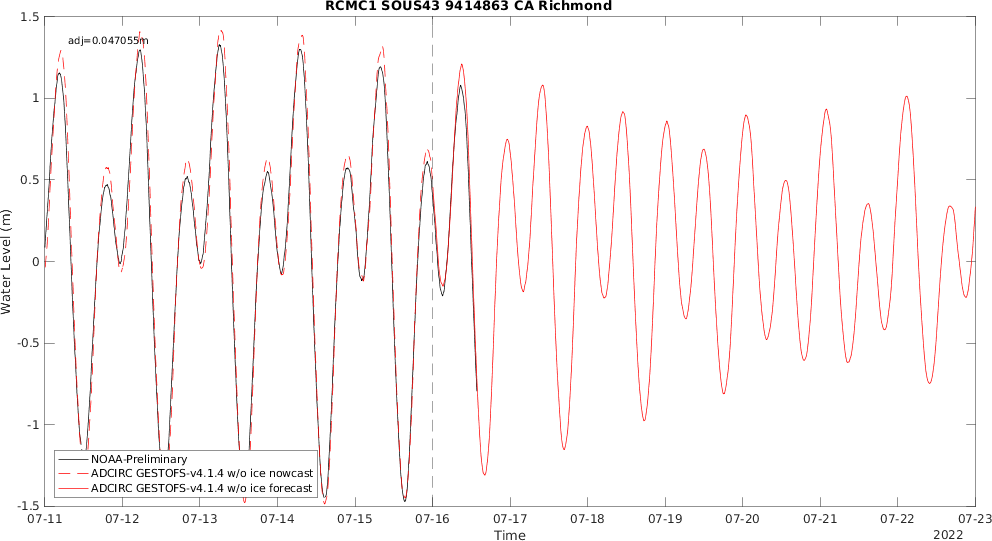 RCMC1 SOUS43 9414863 CA Richmond
adj=0.047055m
1.5
1
0.5
0
-0.5
-1
-1.5
Water Level (m)
NOAA-Preliminary
ADCIRC GESTOFS-v4.1.4 w/o ice nowcast
ADCIRC GESTOFS-v4.1.4 w/o ice forecast
07-11 07-12 07-13 07-14 07-15 07-16 07-17 07-18 07-19 07-20 07-21 07-22 07-23
Time
2022